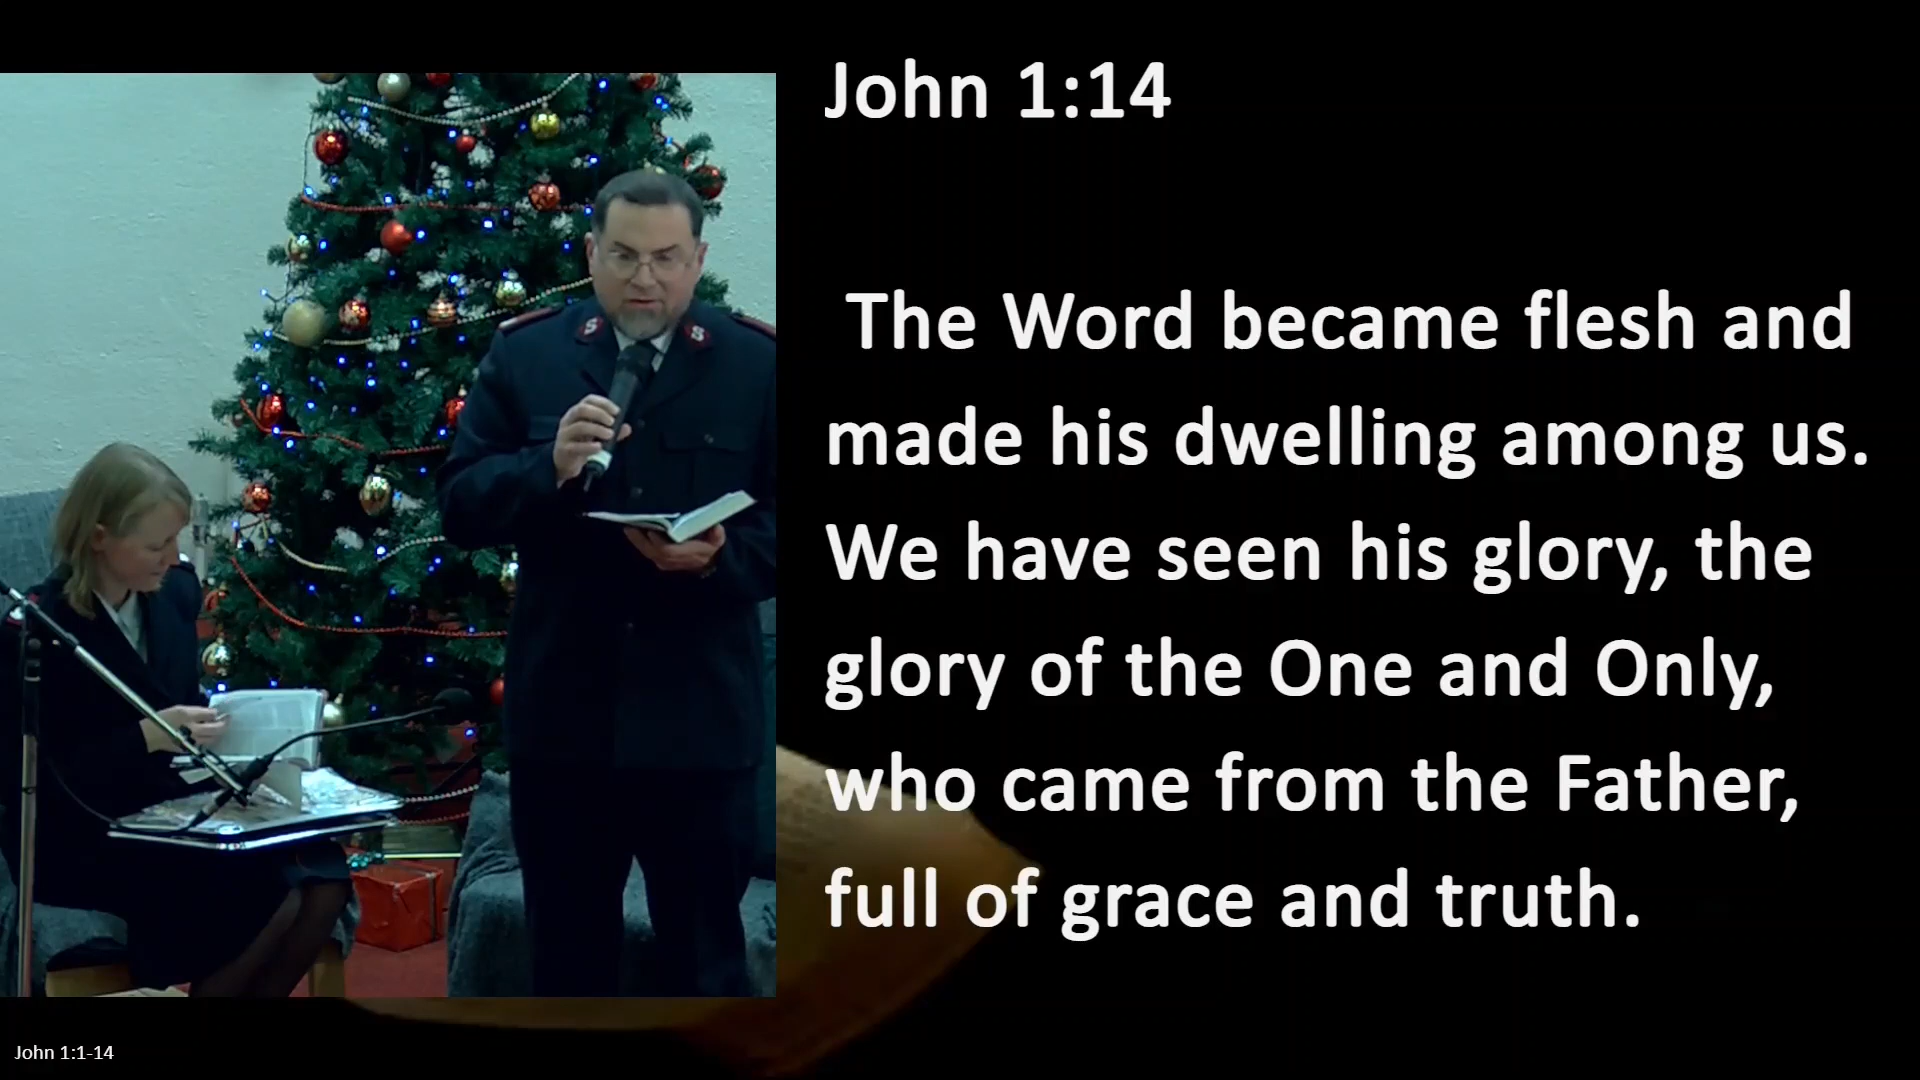 John 1:14
The Word became flesh and
made his dwelling among us.
We have seen his glory, the
glory of the One and Only,
who came from the Father,
full of grace and truth.
S S
John 1:1-14